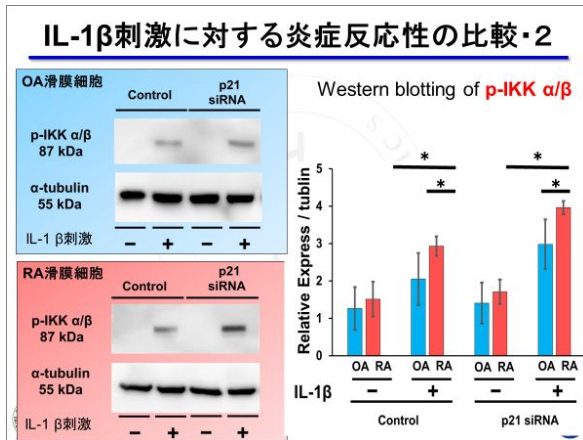 IL-1β刺激に対する炎症反応性の比較・2
OA滑膜細胞
Control
p21
siRNA
p-IKK α/β
87 kDa
α-tubulin
55 kDa
IL-1 β刺激
− + − +
RA滑膜細胞
Control
p21
siRNA
p-IKK α/β
87 kDa
α-tubulin
55 kDa
IL-1 β刺激
− + − +
Western blotting of p-IKK α/β
Relative Express / tublin
5
4
3
2
1
0
* *
* *
OA RA OA RA OA RA OA RA
IL-1β − + − +
Control p21 siRNA